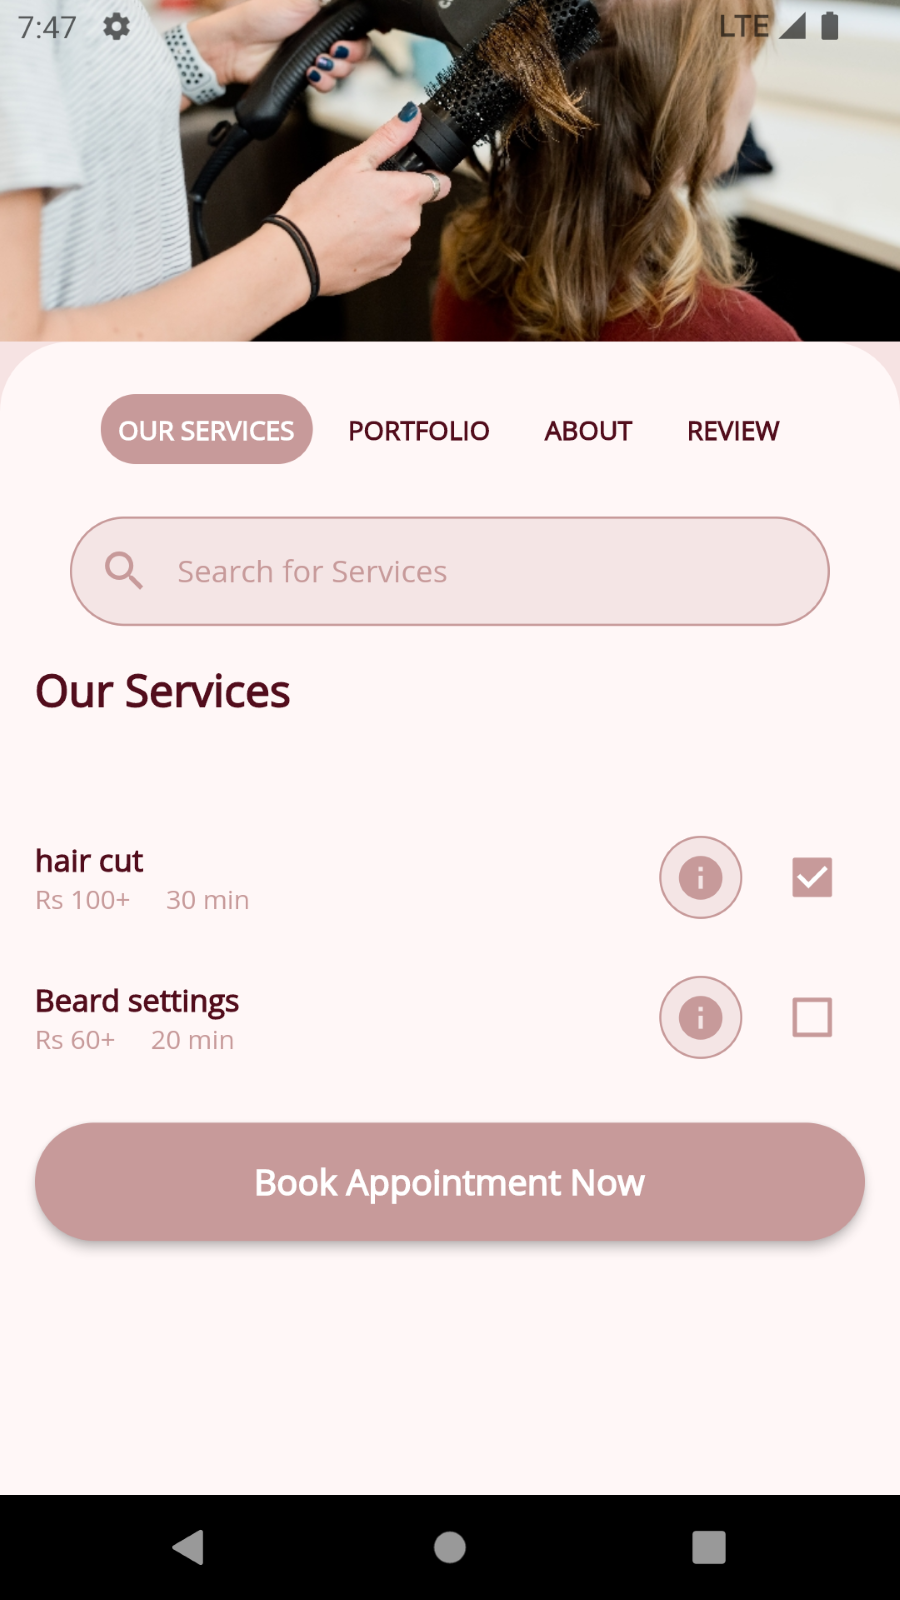 7:47 LTE
OUR SERVICES PORTFOLIO ABOUT REVIEW
Search for Services
Our Services
hair cut
Rs 100+ 30 min
Beard settings
Rs 60+ 20 min
Book Appointment Now